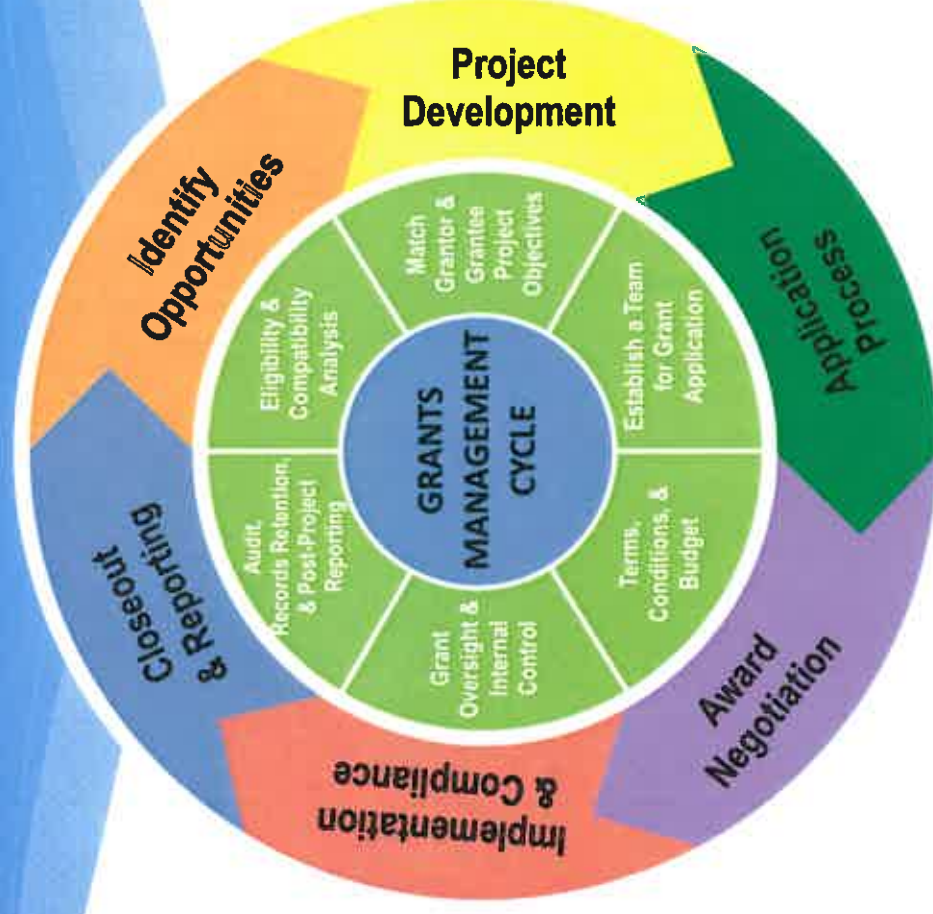 GRANTS
MANAGEMENT
CYCLE
Identify
Opportunities
Eligibility &
Compatibility
Analysis
Project
Development
Match
Grantor &
Grantee
Project
Objectives
Application
Process
Establish a Team
for Grant
Application
Award
Negotiation
Terms,
Conditions, &
Budget
Implementation
& Compliance
Grant
Oversight &
Internal
Control
Closeout
& Reporting
Audit,
Records Retention,
& Post-Project
Reporting